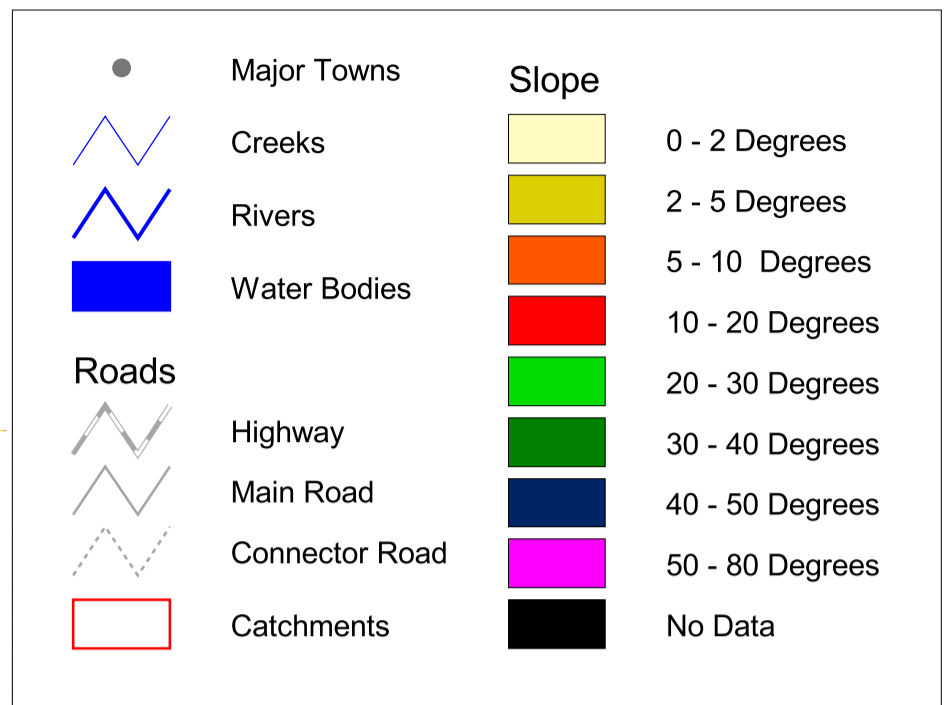 Major Towns
Creeks
Rivers
Water Bodies
Roads
Highway
Main Road
Connector Road
Catchments
Slope
0 - 2 Degrees
2 - 5 Degrees
5 - 10  Degrees
10 - 20 Degrees
20 - 30 Degrees
30 - 40 Degrees
40 - 50 Degrees
50 - 80 Degrees
No Data